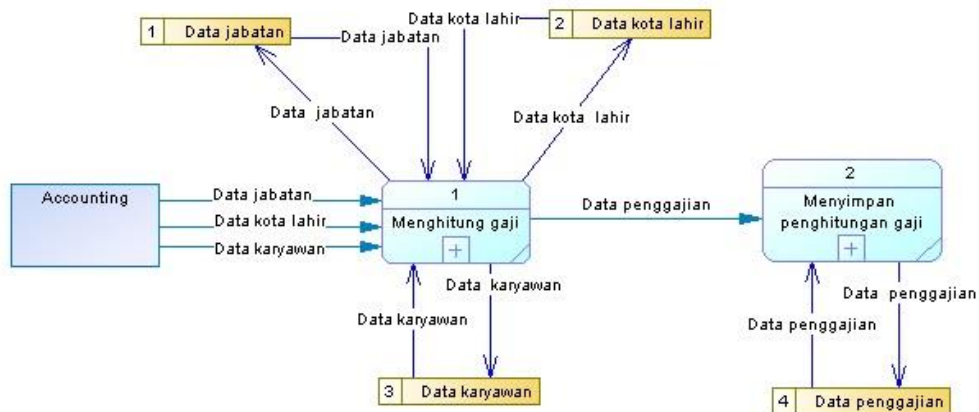 1 Data jabatan
Data jabatan
Data kota lahir
2 Data kota lahir
Data jabatan
Data kota lahir
Accounting
Data jabatan
Data kota lahir
Data karyawan
1
Menghitung gaji
Data penggajian
2
Menyimpan
penghitungan gaji
Data karyawan
Data karyawan
Data penggajian
Data penggajian
3 Data karyawan
4 Data penggajian